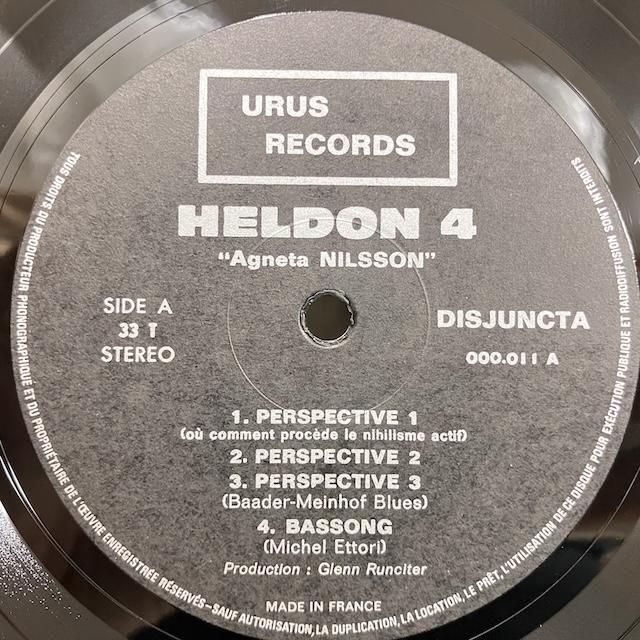 URUS
RECORDS
HELDON 4
"Agneta NILSSON"
SIDE A
33 T
STEREO
DISJUNCTA
000.011 A
1. PERSPECTIVE 1
(où comment procède le nihilisme actif)
2. PERSPECTIVE 2
3. PERSPECTIVE 3
(Baader-Meinhof Blues)
4. BASSONG
(Michel Ettori)
Production : Glenn Runciter
MADE IN FRANCE
TOUS DROITS DU PRODUCTEUR PHONOGRAPHIQUE ET DU PROPRIÉTAIRE DE L'ŒUVRE ENREGISTRÉE RÉSERVÉS-SAUF AUTORISATION, LA DUPLICATION, LA LOCATION, LE PRÊT, L'UTILISATION DE CE DISQUE POUR EXÉCUTION PUBLIQUE ET RADIODIFFUSION SONT INTERDITS